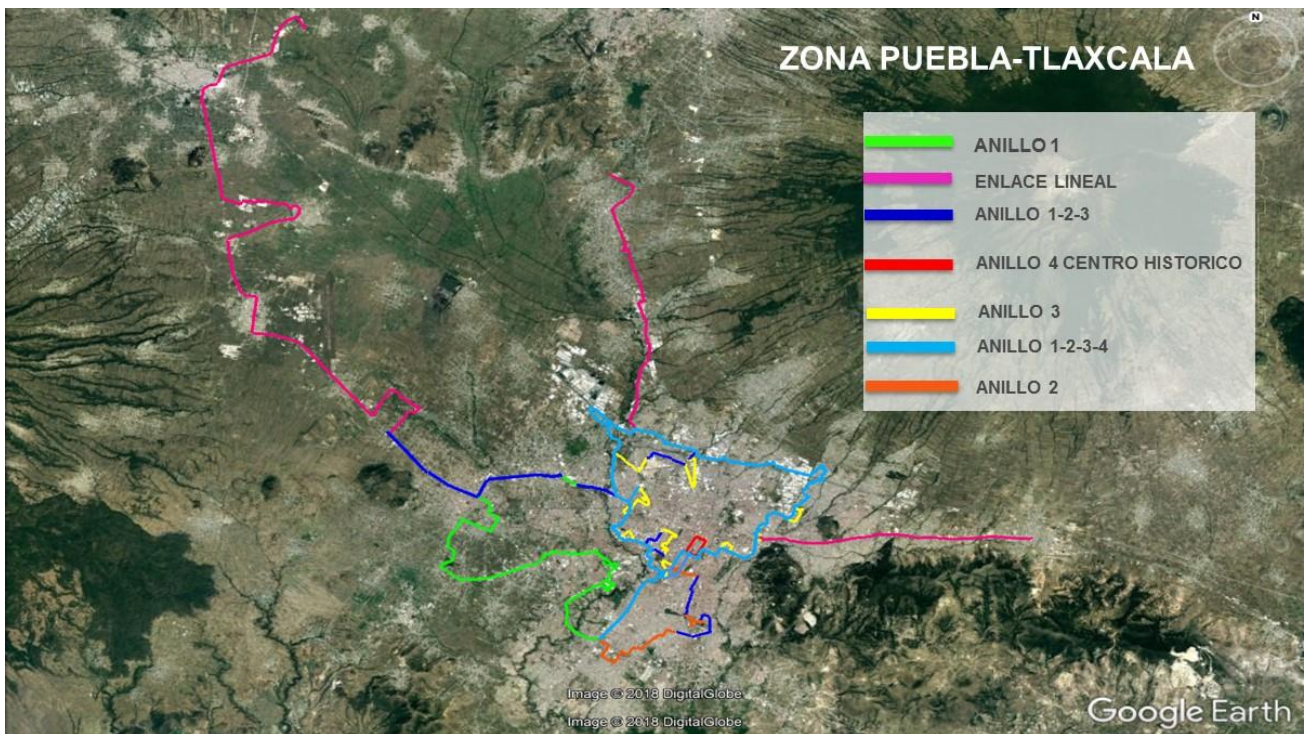 N
ZONA PUEBLA-TLAXCALA
ANILLO 1
ENLACE LINEAL
ANILLO 1-2-3
ANILLO 4 CENTRO HISTORICO
ANILLO 3
ANILLO 1-2-3-4
ANILLO 2
Image © 2018 DigitalGlobe
Image © 2018 DigitalGlobe
Google Earth